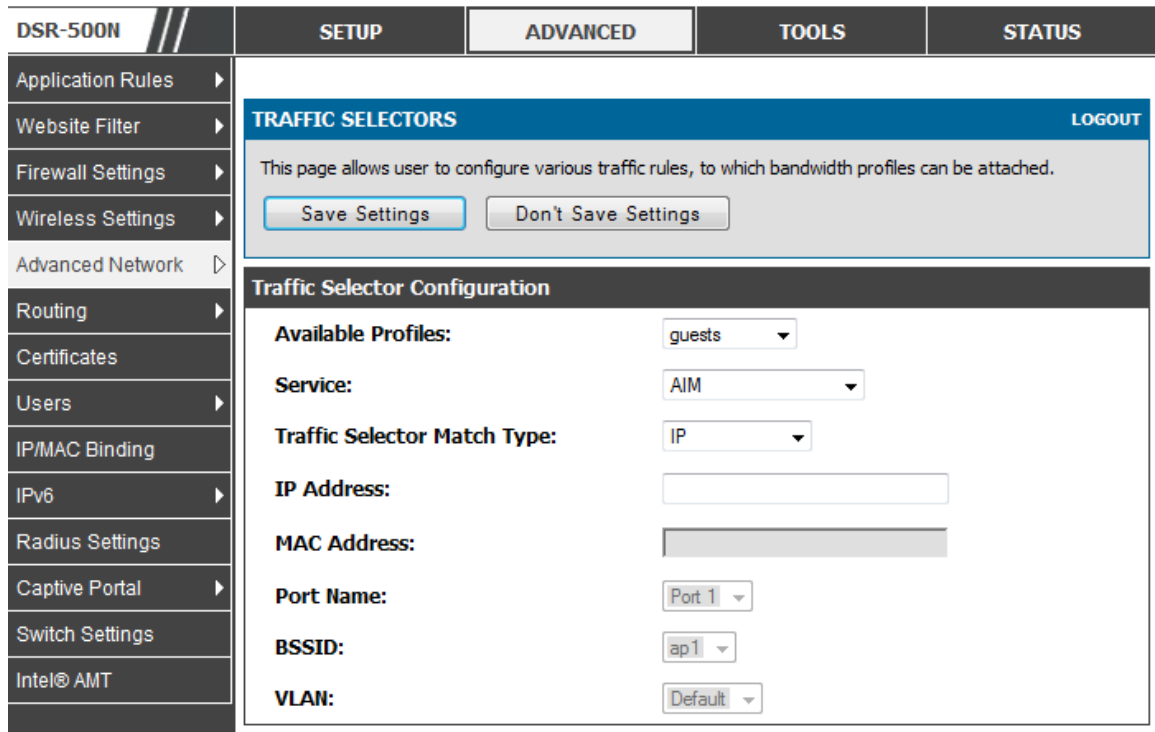 DSR-500N
SETUP
ADVANCED
TOOLS
STATUS
Application Rules
Website Filter
Firewall Settings
Wireless Settings
Advanced Network
Routing
Certificates
Users
IP/MAC Binding
IPv6
Radius Settings
Captive Portal
Switch Settings
Intel® AMT
TRAFFIC SELECTORS
LOGOUT
This page allows user to configure various traffic rules, to which bandwidth profiles can be attached.
Save Settings
Don't Save Settings
Traffic Selector Configuration
Available Profiles: guests
Service: AIM
Traffic Selector Match Type: IP
IP Address:
MAC Address:
Port Name: Port 1
BSSID: ap1
VLAN: Default